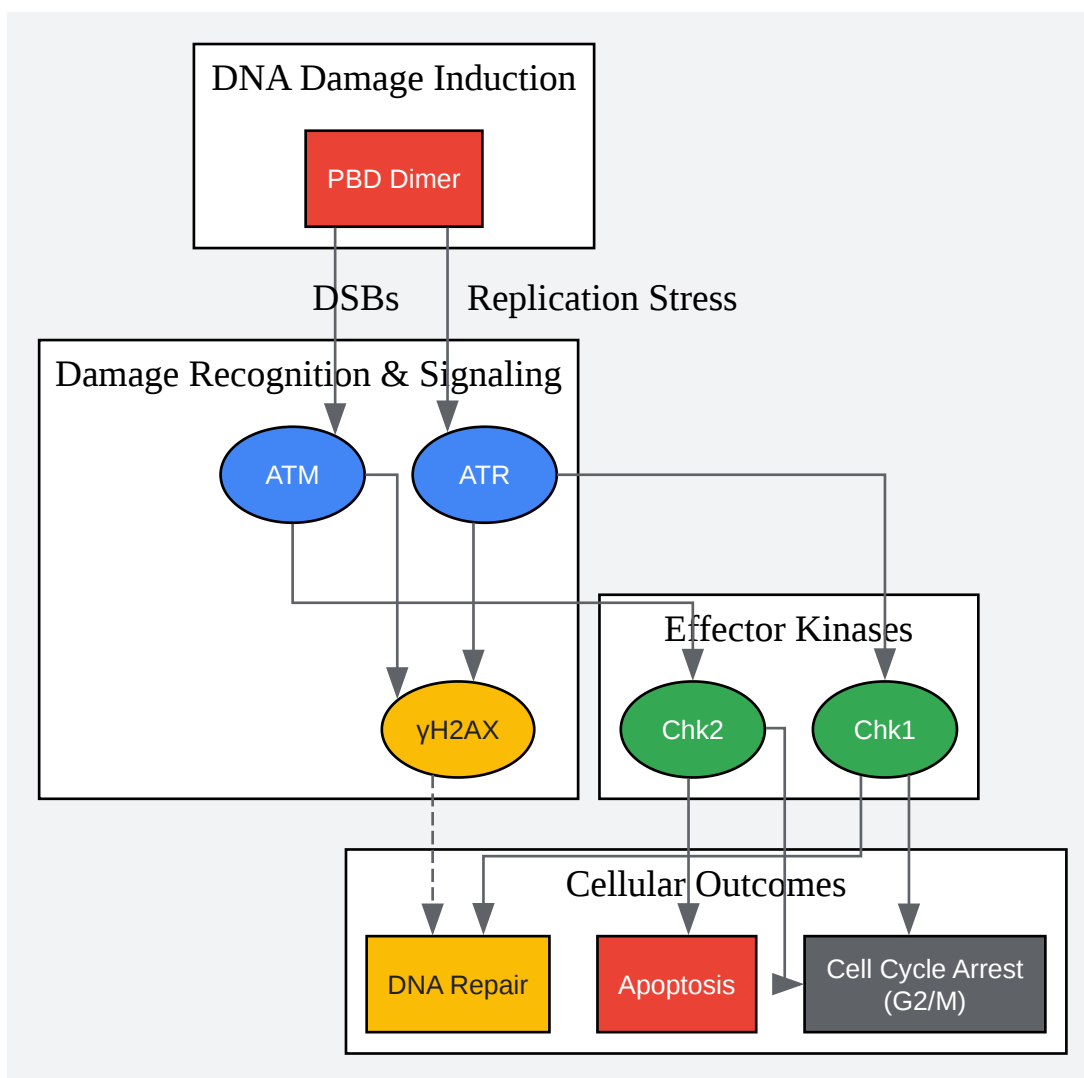 DNA Damage Induction
PBD Dimer
DSBs
Replication Stress
Damage Recognition & Signaling
ATM
ATR
Effector Kinases
γH2AX
Chk2
Chk1
Cellular Outcomes
DNA Repair
Apoptosis
Cell Cycle Arrest
(G2/M)